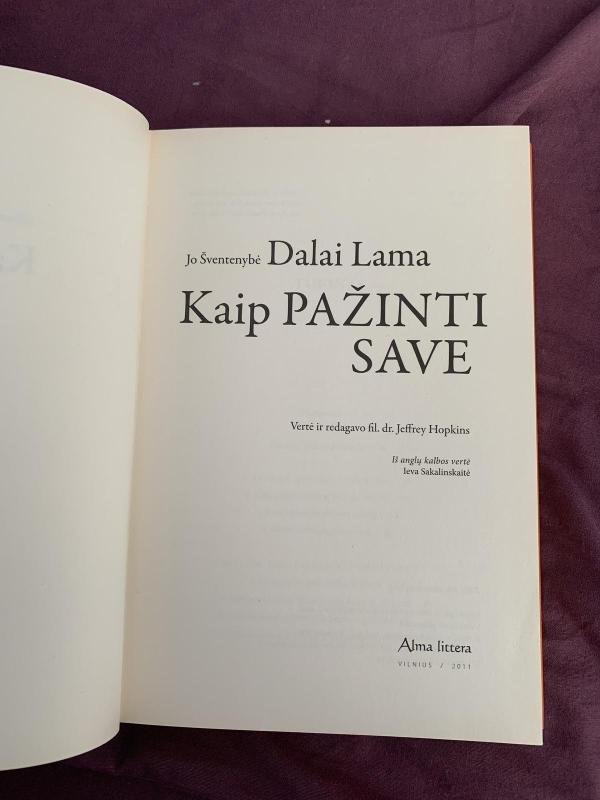 Jo Šventenybė Dalai Lama
Kaip PAŽINTI
SAVE
Vertė ir redagavo fil. dr. Jeffrey Hopkins
Iš anglų kalbos vertė
Ieva Sakalinskaitė
Alma littera
VILNIUS / 2011